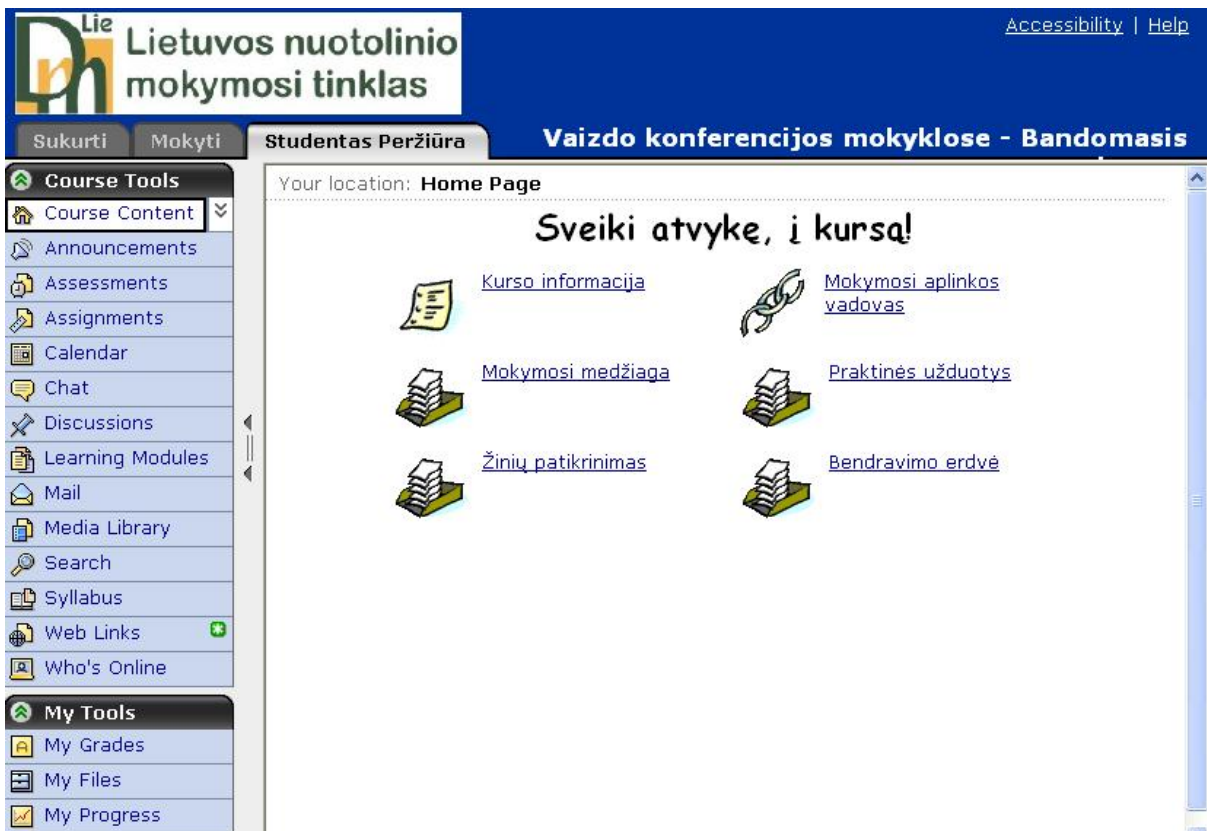 Lie
Lietuvos nuotolinio
mokymosi tinklas
Accessibility | Help
Sukurti
Mokyti
Studentas Peržiūra
Vaizdo konferencijos mokyklose - Bandomasis
Course Tools
Course Content
Announcements
Assessments
Assignments
Calendar
Chat
Discussions
Learning Modules
Mail
Media Library
Search
Syllabus
Web Links
Who's Online
My Tools
My Grades
My Files
My Progress
Your location: Home Page
Sveiki atvykę, į kursą!
Kurso informacija
Mokymosi aplinkos
vadovas
Mokymosi medžiaga
Praktinės užduotys
Žinių patikrinimas
Bendravimo erdvė